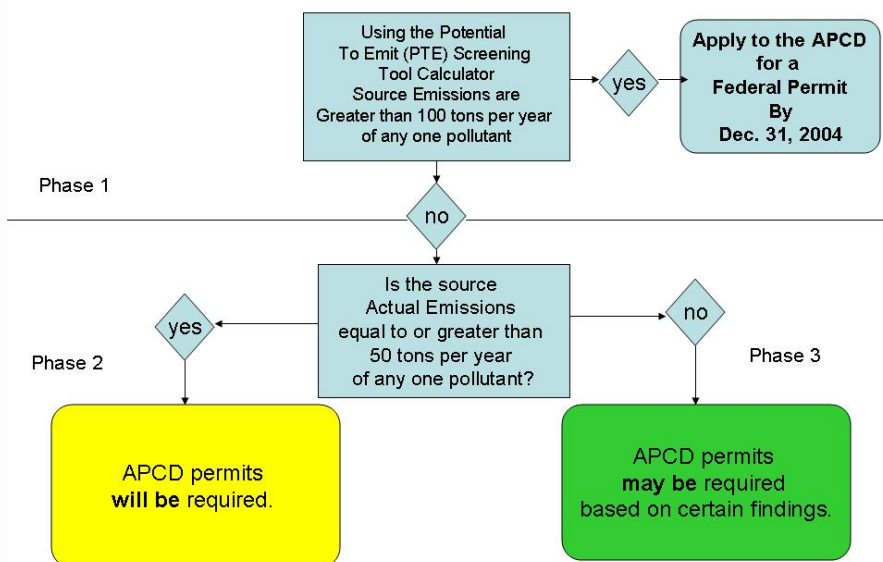 Using the Potential
To Emit (PTE) Screening
Tool Calculator
Source Emissions are
Greater than 100 tons per year
of any one pollutant
yes
Apply to the APCD
for a
Federal Permit
By
Dec. 31, 2004
Phase 1
no
Is the source
Actual Emissions
equal to or greater than
50 tons per year
of any one pollutant?
yes
no
Phase 2
Phase 3
APCD permits
will be required.
APCD permits
may be required
based on certain findings.